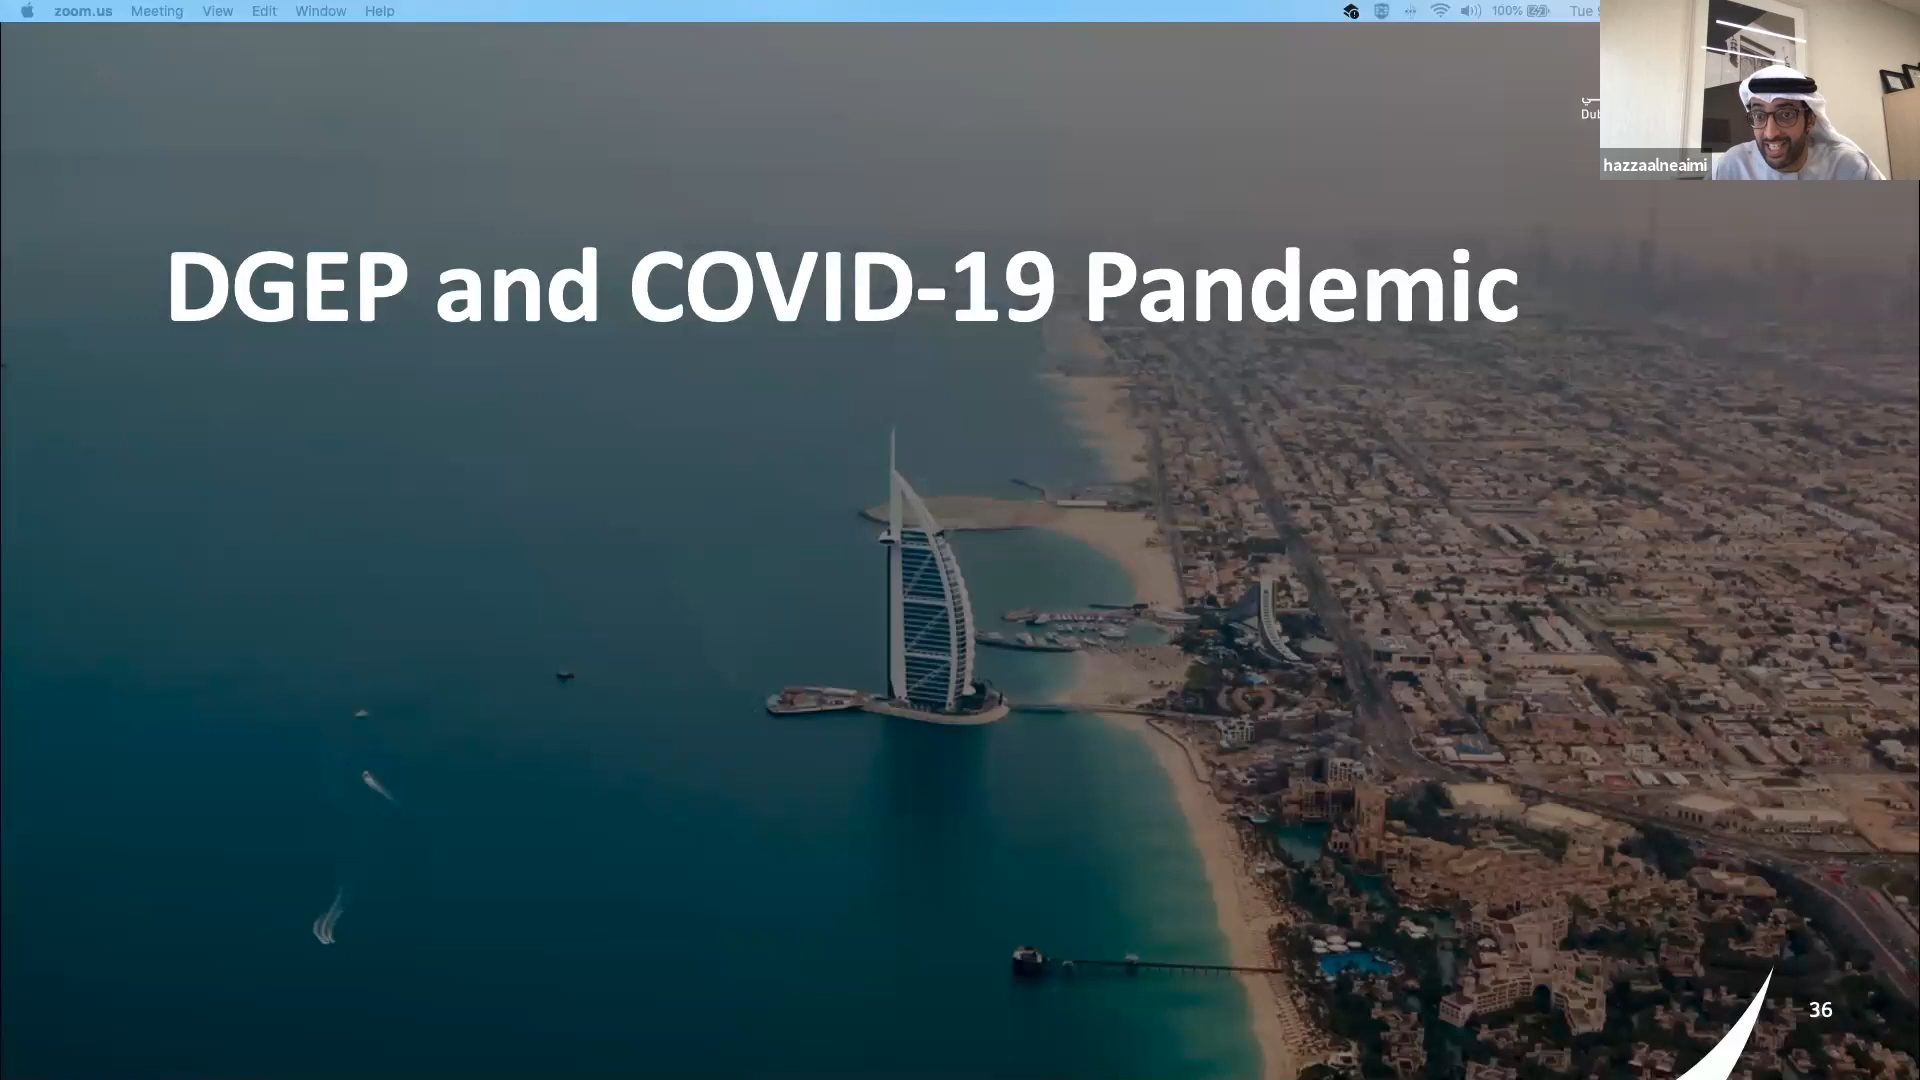 zoom.us Meeting View Edit Window Help 100% Tue
hazzaalneaimi
DGEP and COVID-19 Pandemic
36